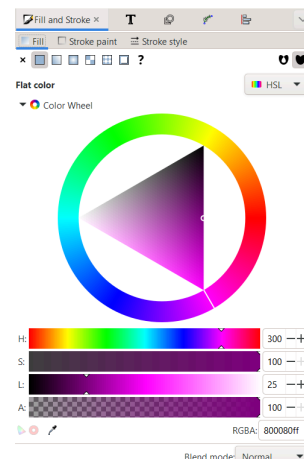 Fill and Stroke ×
Fill Stroke paint Stroke style
× ?
Flat color HSL
Color Wheel
H: 300 − +
S: 100 − +
L: 25 − +
A: 100 − +
RGBA: 800080ff
Blend mode: Normal